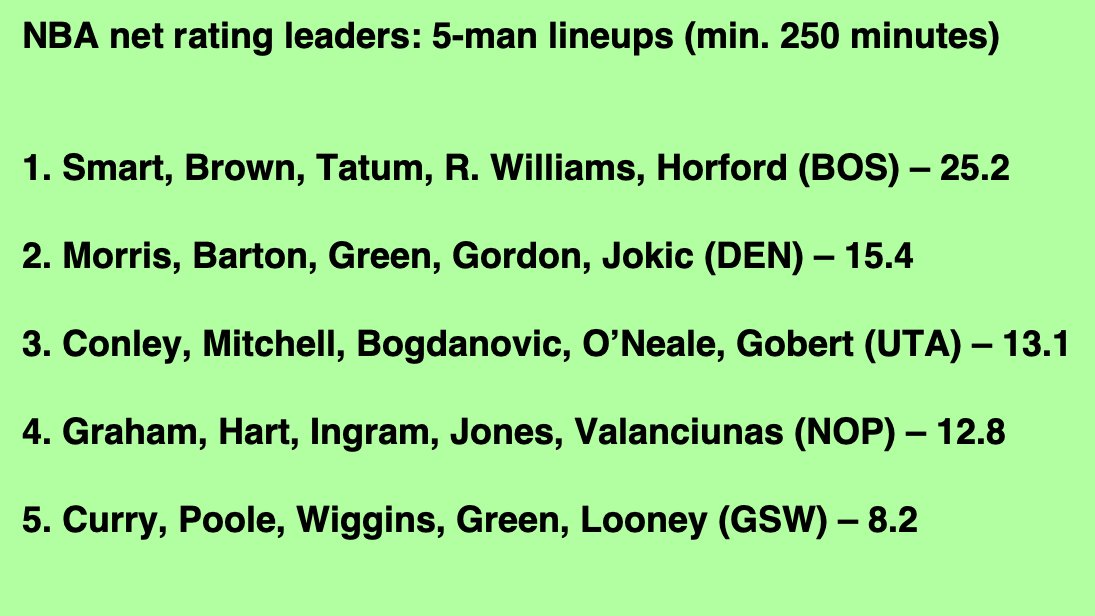 NBA net rating leaders: 5-man lineups (min. 250 minutes)
1. Smart, Brown, Tatum, R. Williams, Horford (BOS) – 25.2
2. Morris, Barton, Green, Gordon, Jokic (DEN) – 15.4
3. Conley, Mitchell, Bogdanovic, O’Neale, Gobert (UTA) – 13.1
4. Graham, Hart, Ingram, Jones, Valanciunas (NOP) – 12.8
5. Curry, Poole, Wiggins, Green, Looney (GSW) – 8.2